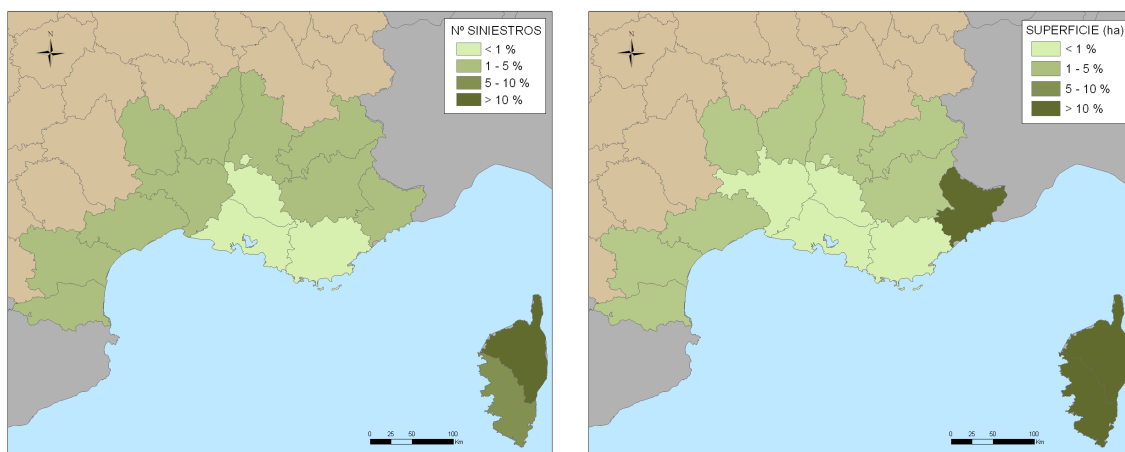 N
Nº SINIESTROS
< 1 %
1 - 5 %
5 - 10 %
> 10 %
0 25 50 100
Km
N
SUPERFICIE (ha)
< 1 %
1 - 5 %
5 - 10 %
> 10 %
0 25 50 100
Km